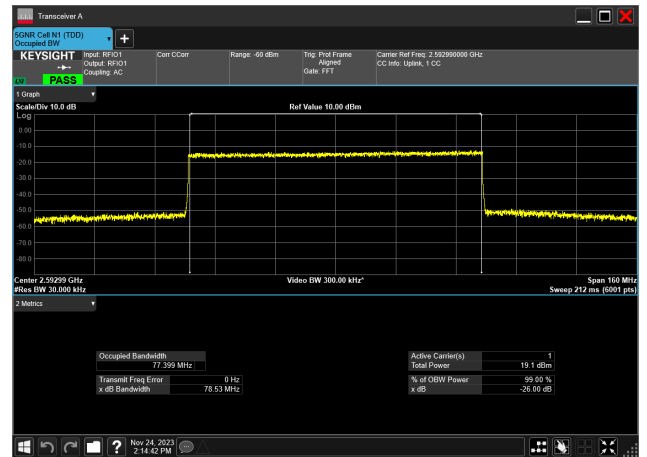 Transceiver A
5GNR Cell N1 (TDD)
Occupied BW
KEYSIGHT Input: RFIO1 Corr CCorr Range: -60 dBm Trig: Prot Frame Carrier Ref Freq: 2.592990000 GHz
Output: RFIO1 Aligned CC Info: Uplink, 1 CC
Coupling: AC Gate: FFT
PASS
1 Graph
Scale/Div 10.0 dB Ref Value 10.00 dBm
Log
0.00
-10.0
-20.0
-30.0
-40.0
-50.0
-60.0
-70.0
-80.0
Center 2.59299 GHz Video BW 300.00 kHz* Span 160 MHz
#Res BW 30.000 kHz Sweep 212 ms (6001 pts)
2 Metrics
Occupied Bandwidth Active Carrier(s) 1
77.399 MHz Total Power 19.1 dBm
Transmit Freq Error 0 Hz % of OBW Power 99.00 %
x dB Bandwidth 78.53 MHz x dB -26.00 dB
? Nov 24, 2023
2:14:42 PM